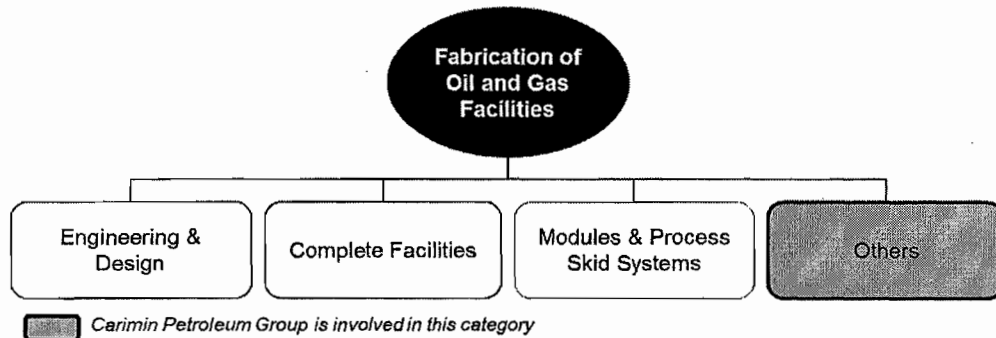 Fabrication of
Oil and Gas
Facilities
Engineering &
Design
Complete Facilities
Modules & Process
Skid Systems
Others
Carimin Petroleum Group is involved in this category